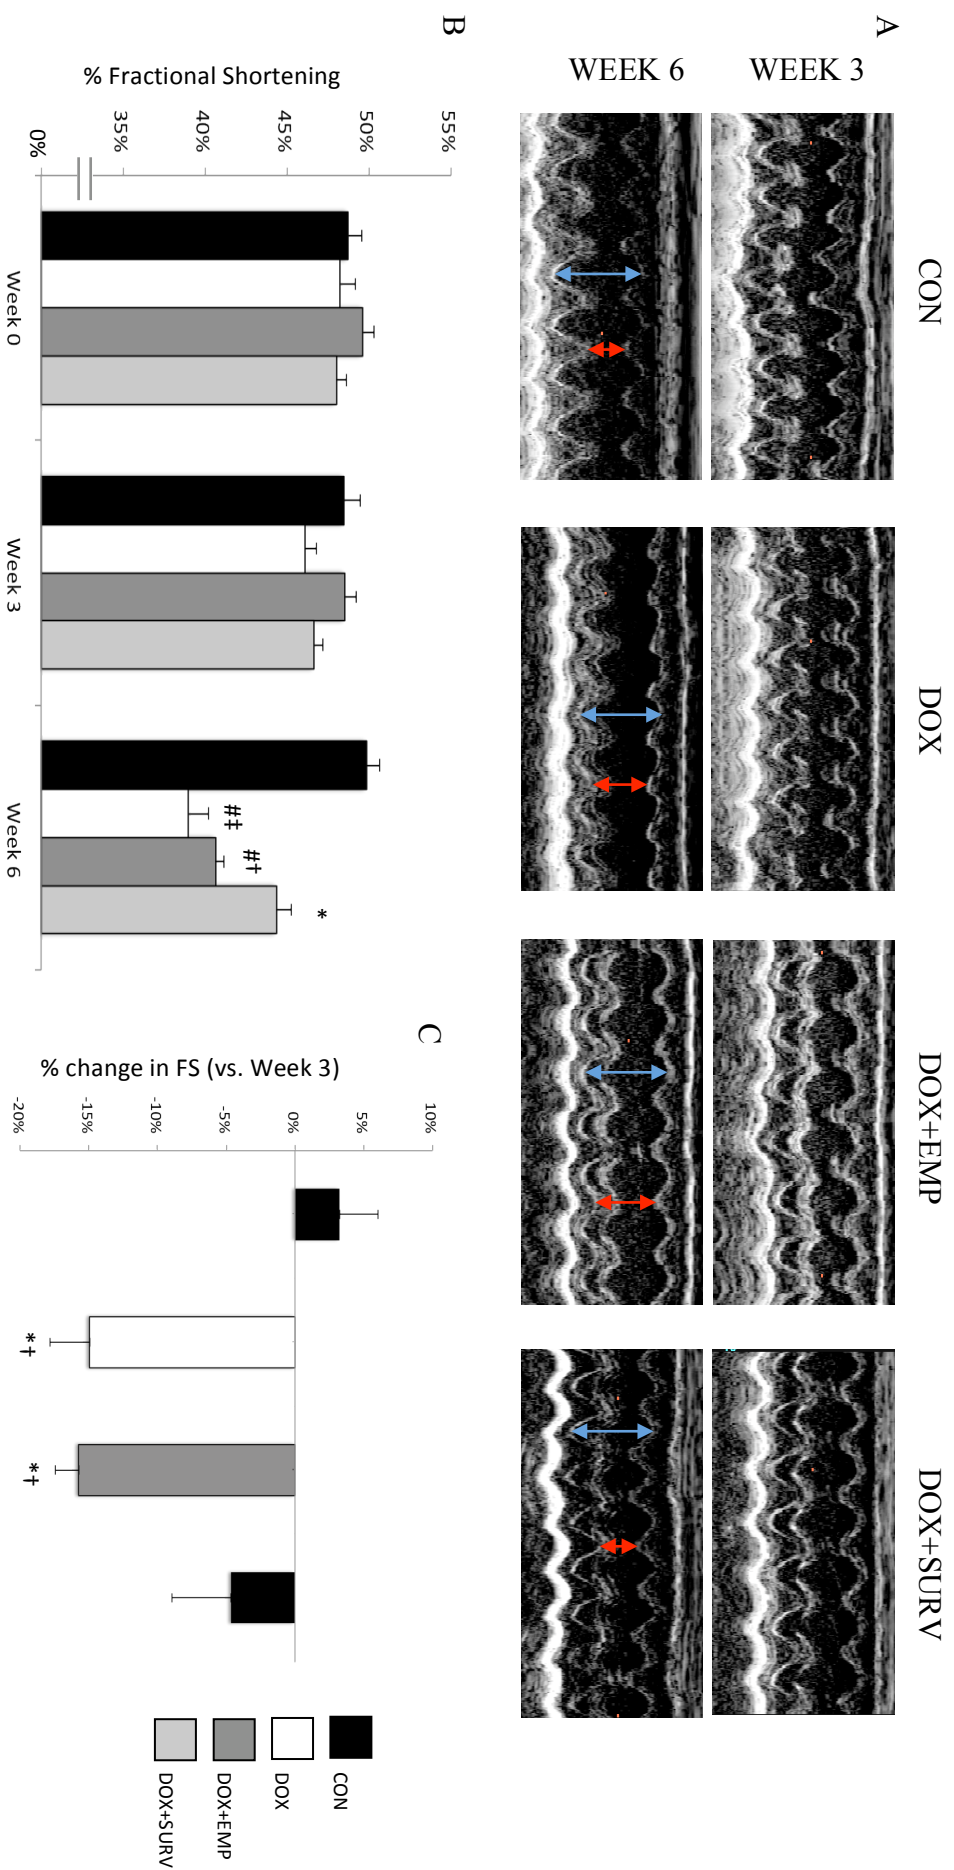 A
CON
DOX
DOX+EMP
DOX+SURV
WEEK 3
WEEK 6
B
% Fractional Shortening
55%
50%
45%
40%
35%
0%
#‡
#†
*
Week 0
Week 3
Week 6
C
% change in FS (vs. Week 3)
10%
5%
0%
-5%
-10%
-15%
-20%
*†
*†
CON
DOX
DOX+EMP
DOX+SURV